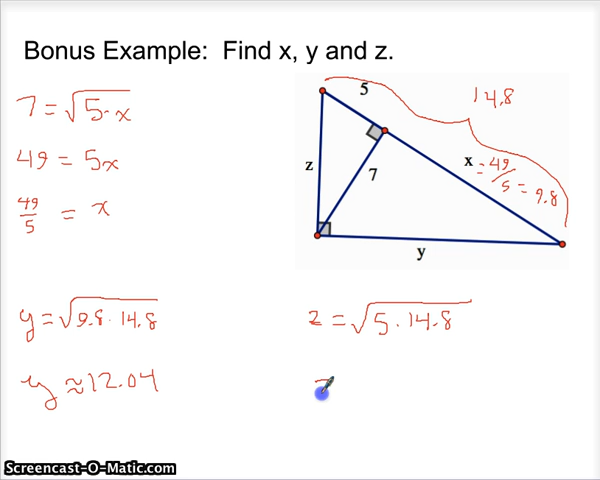 Bonus Example: Find x, y and z.
7 = √5·x
49 = 5x
49/5 = x
5
14.8
x = 49/5 = 9.8
z
7
y
y = √9.8·14.8
z = √5·14.8
y ≈ 12.04
Screencast-O-Matic.com